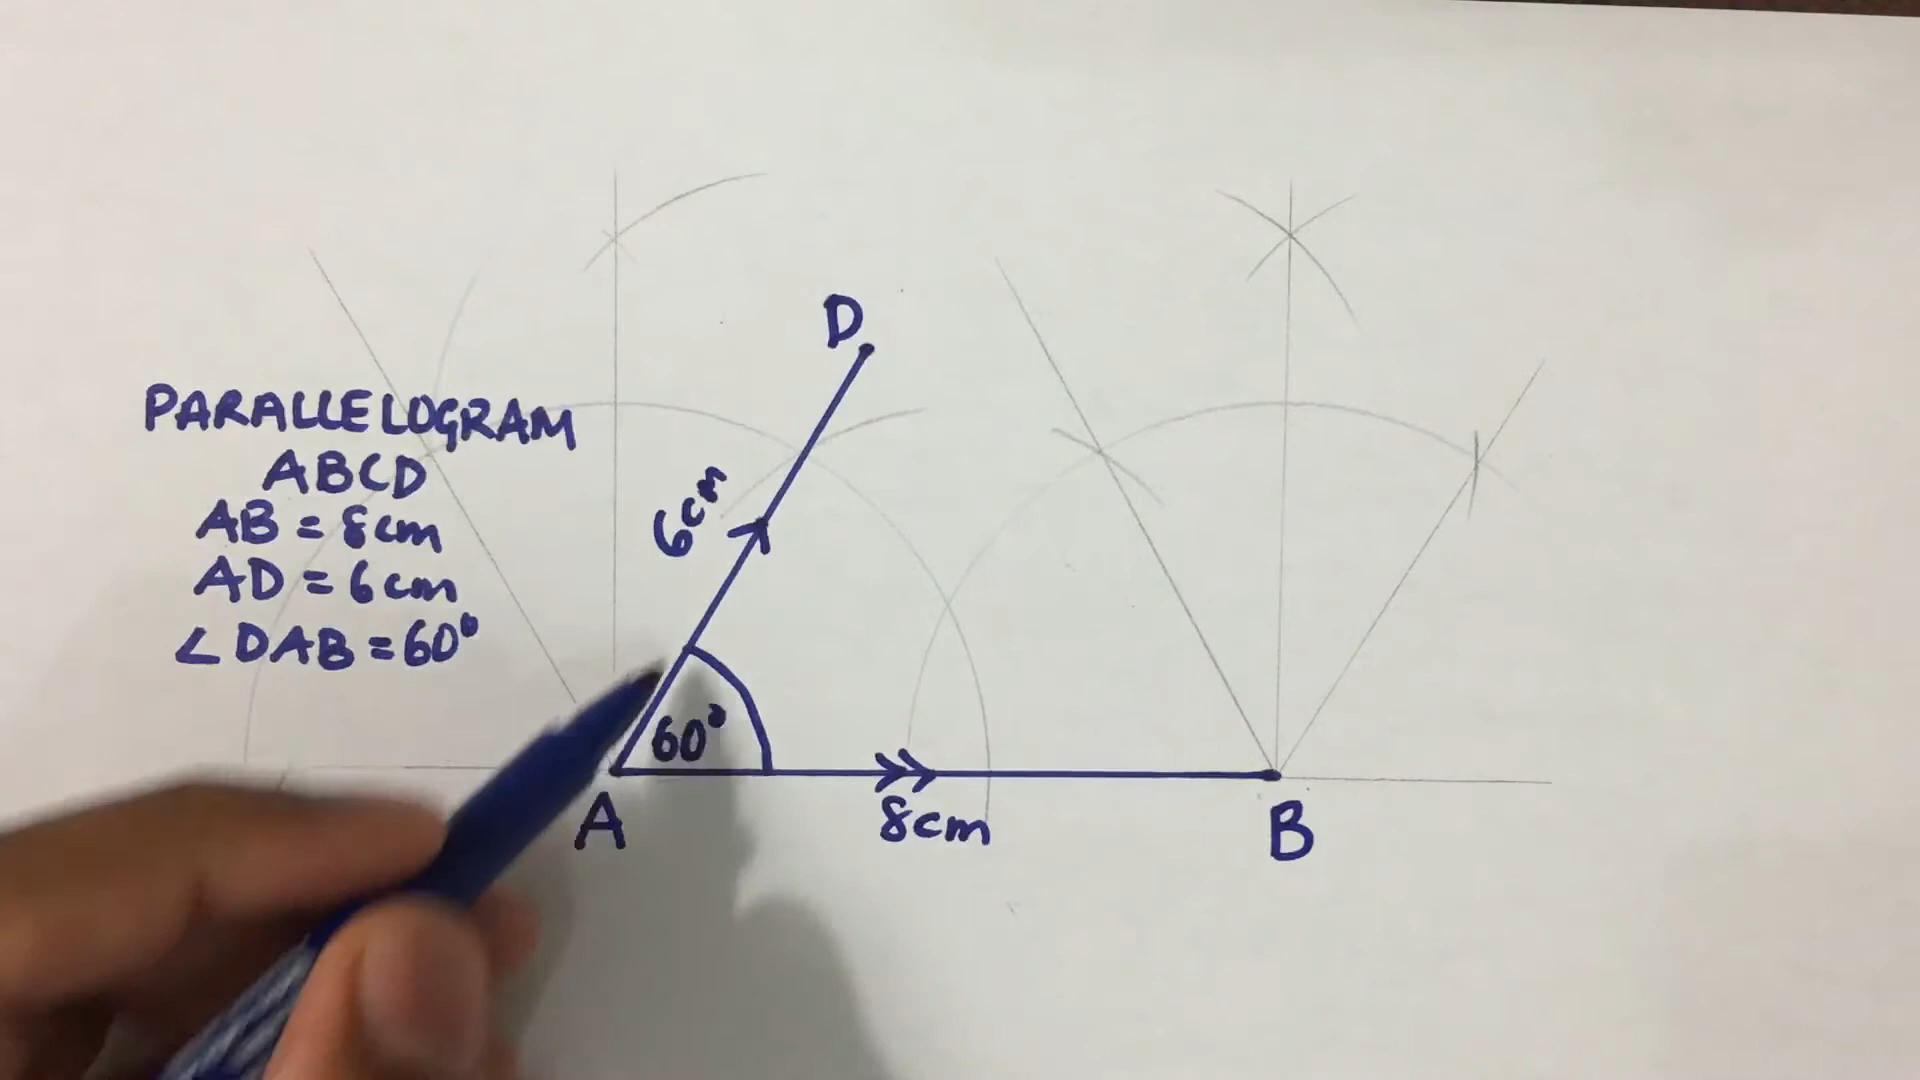 D
PARALLELOGRAM
ABCD
AB = 8cm
AD = 6cm
∠DAB = 60°
6cm
60°
A
8cm
B